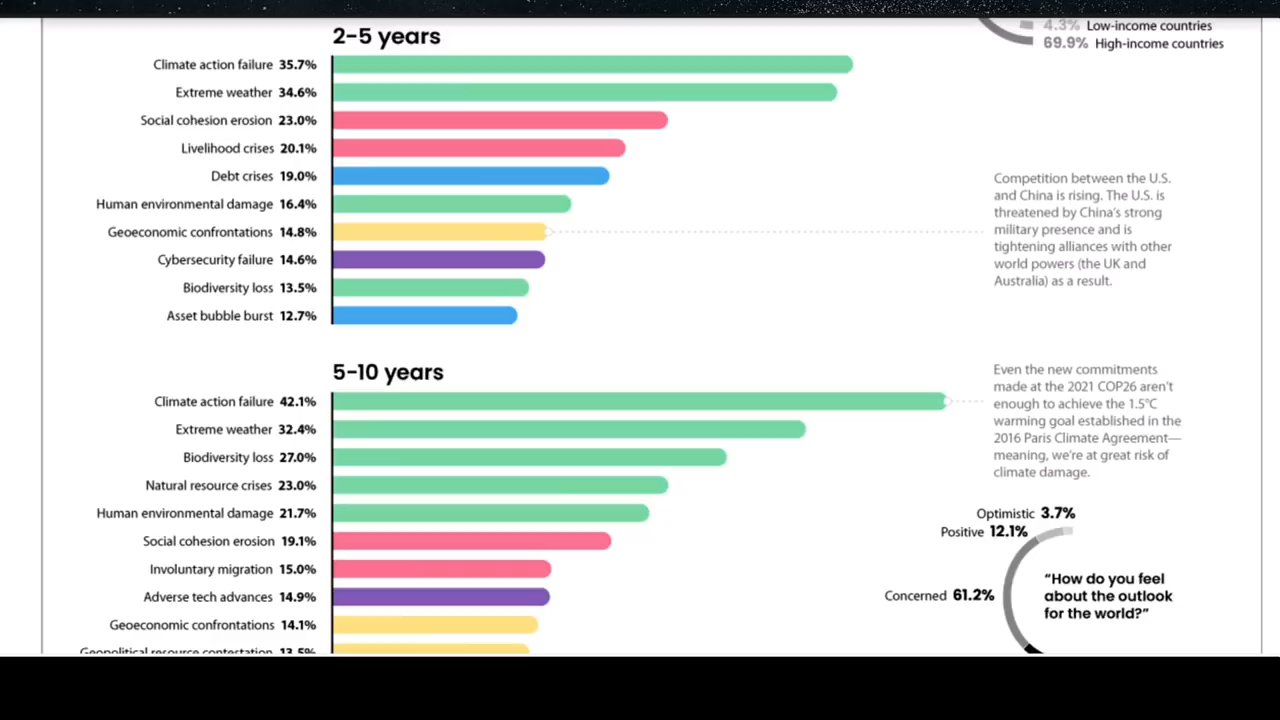 4.3% Low-income countries
69.9% High-income countries
2-5 years
Climate action failure 35.7%
Extreme weather 34.6%
Social cohesion erosion 23.0%
Livelihood crises 20.1%
Debt crises 19.0%
Human environmental damage 16.4%
Geoeconomic confrontations 14.8%
Cybersecurity failure 14.6%
Biodiversity loss 13.5%
Asset bubble burst 12.7%
Competition between the U.S.
and China is rising. The U.S. is
threatened by China's strong
military presence and is
tightening alliances with other
world powers (the UK and
Australia) as a result.
5-10 years
Climate action failure 42.1%
Extreme weather 32.4%
Biodiversity loss 27.0%
Natural resource crises 23.0%
Human environmental damage 21.7%
Social cohesion erosion 19.1%
Involuntary migration 15.0%
Adverse tech advances 14.9%
Geoeconomic confrontations 14.1%
Geopolitical resource contestation 13.5%
Even the new commitments
made at the 2021 COP26 aren't
enough to achieve the 1.5°C
warming goal established in the
2016 Paris Climate Agreement—
meaning, we're at great risk of
climate damage.
Optimistic 3.7%
Positive 12.1%
Concerned 61.2%
"How do you feel
about the outlook
for the world?"